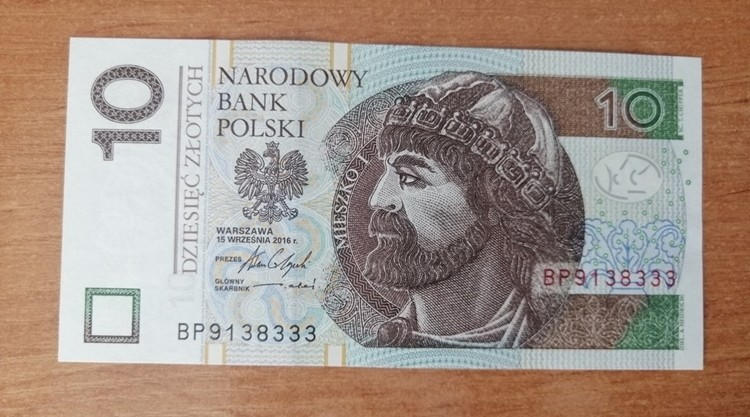 10
DZIESIĘĆ ZŁOTYCH
NARODOWY
BANK
POLSKI
WARSZAWA
15 WRZEŚNIA 2016 r.
PREZES
GŁÓWNY
SKARBNIK
BP9138333
MIESZKO I
10
BP9138333